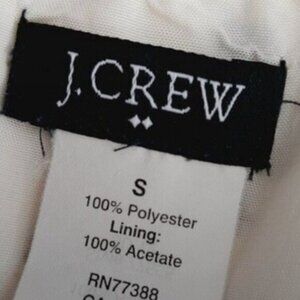 J.CREW
S
100% Polyester
Lining:
100% Acetate
RN77388